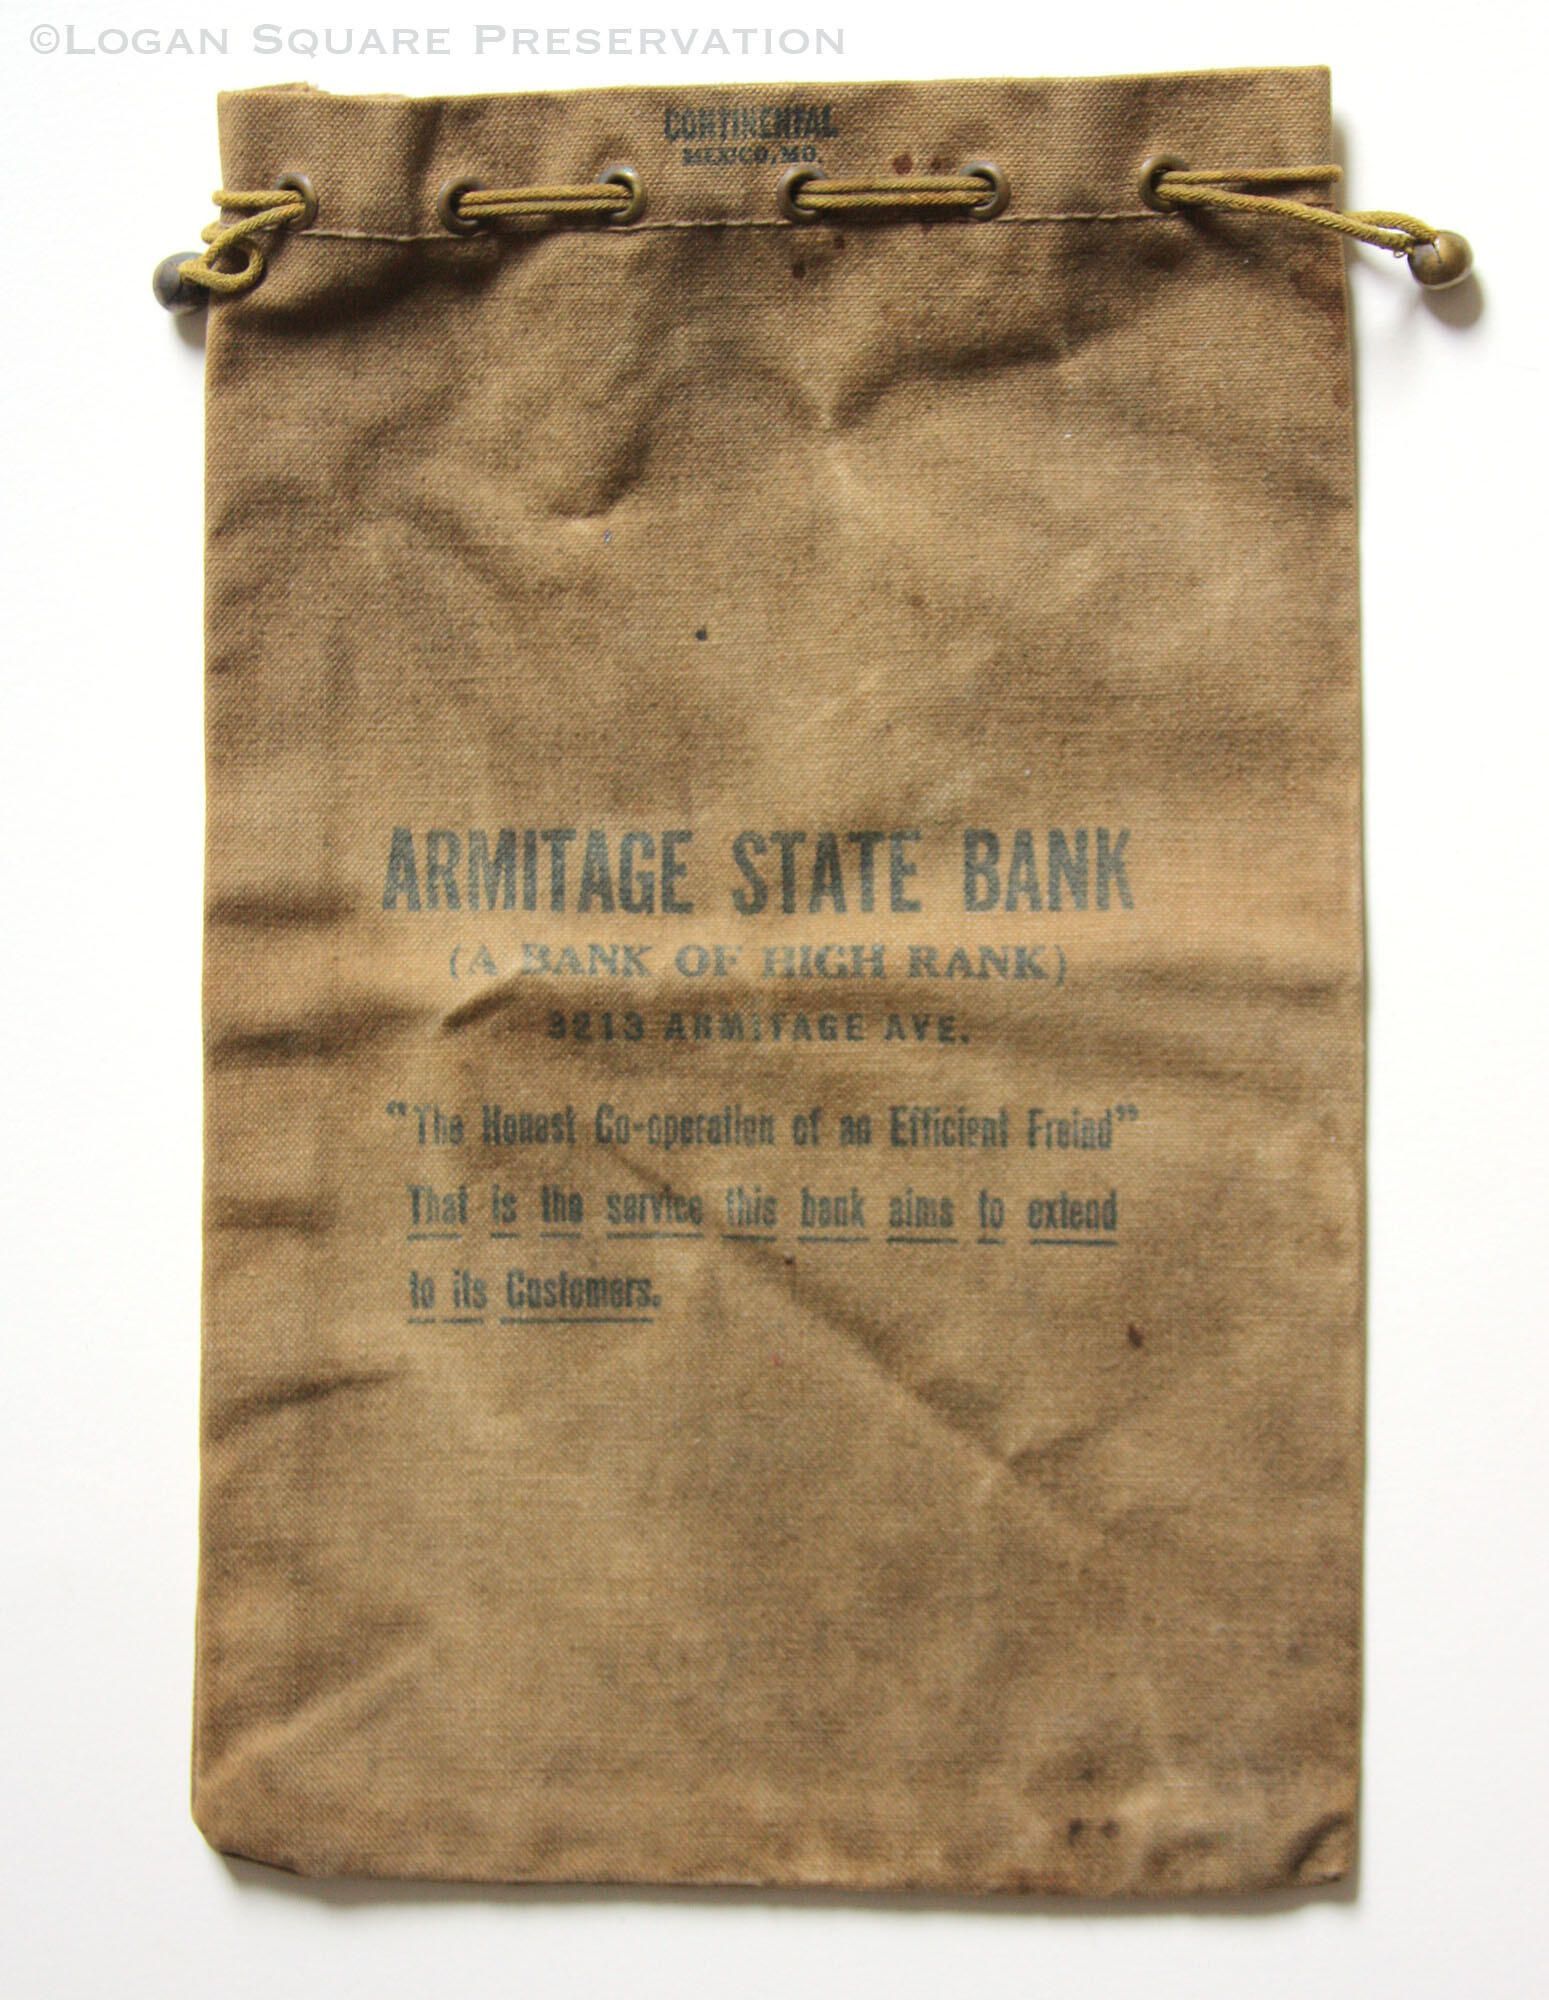 ©Logan Square Preservation
CONTINENTAL
MEXICO, MO.
ARMITAGE STATE BANK
(A BANK OF HIGH RANK)
3213 ARMITAGE AVE.
"The Honest Co-operation of an Efficient Freind"
That is the service this bank aims to extend
to its Customers.